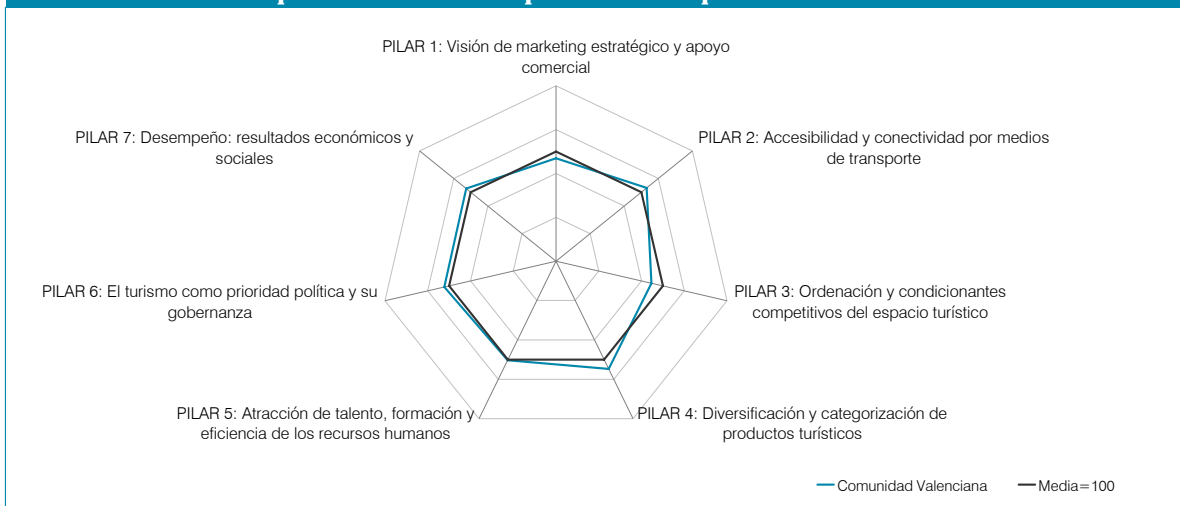 PILAR 1: Visión de marketing estratégico y apoyo
comercial
PILAR 7: Desempeño: resultados económicos y
sociales
PILAR 2: Accesibilidad y conectividad por medios
de transporte
PILAR 6: El turismo como prioridad política y su
gobernanza
PILAR 3: Ordenación y condicionantes
competitivos del espacio turístico
PILAR 5: Atracción de talento, formación y
eficiencia de los recursos humanos
PILAR 4: Diversificación y categorización de
productos turísticos
Comunidad Valenciana
Media=100